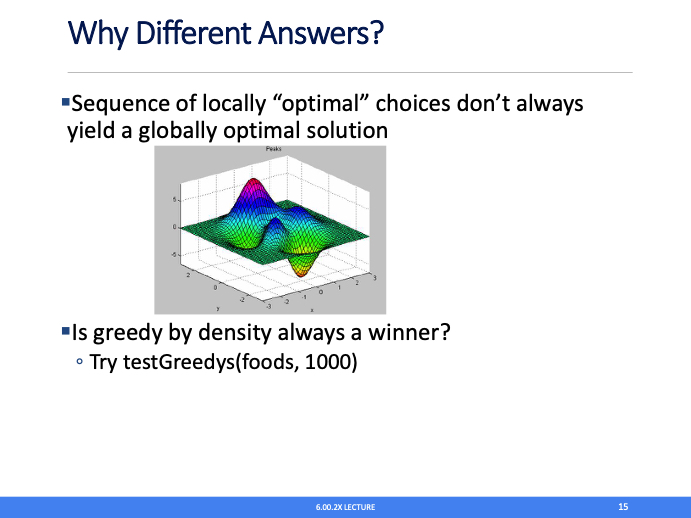 Why Different Answers?
▪Sequence of locally “optimal” choices don’t always
yield a globally optimal solution
Peaks
5
0
-5
2
0
-2
y
-3
-2
-1
0
1
2
3
x
▪Is greedy by density always a winner?
◦ Try testGreedys(foods, 1000)
6.00.2X LECTURE
15